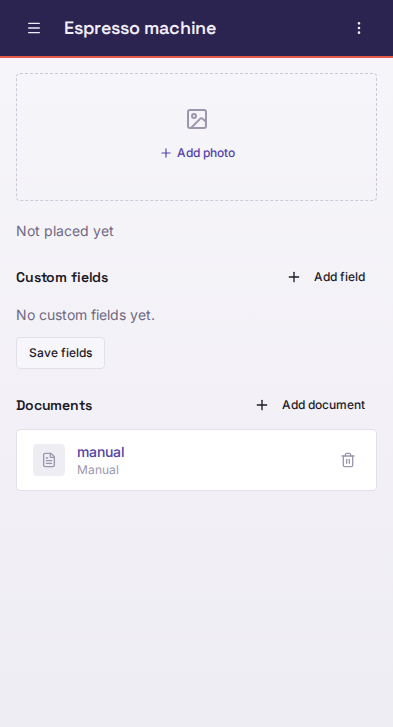 Espresso machine
Add photo
Not placed yet
Custom fields
Add field
No custom fields yet.
Save fields
Documents
Add document
manual
Manual